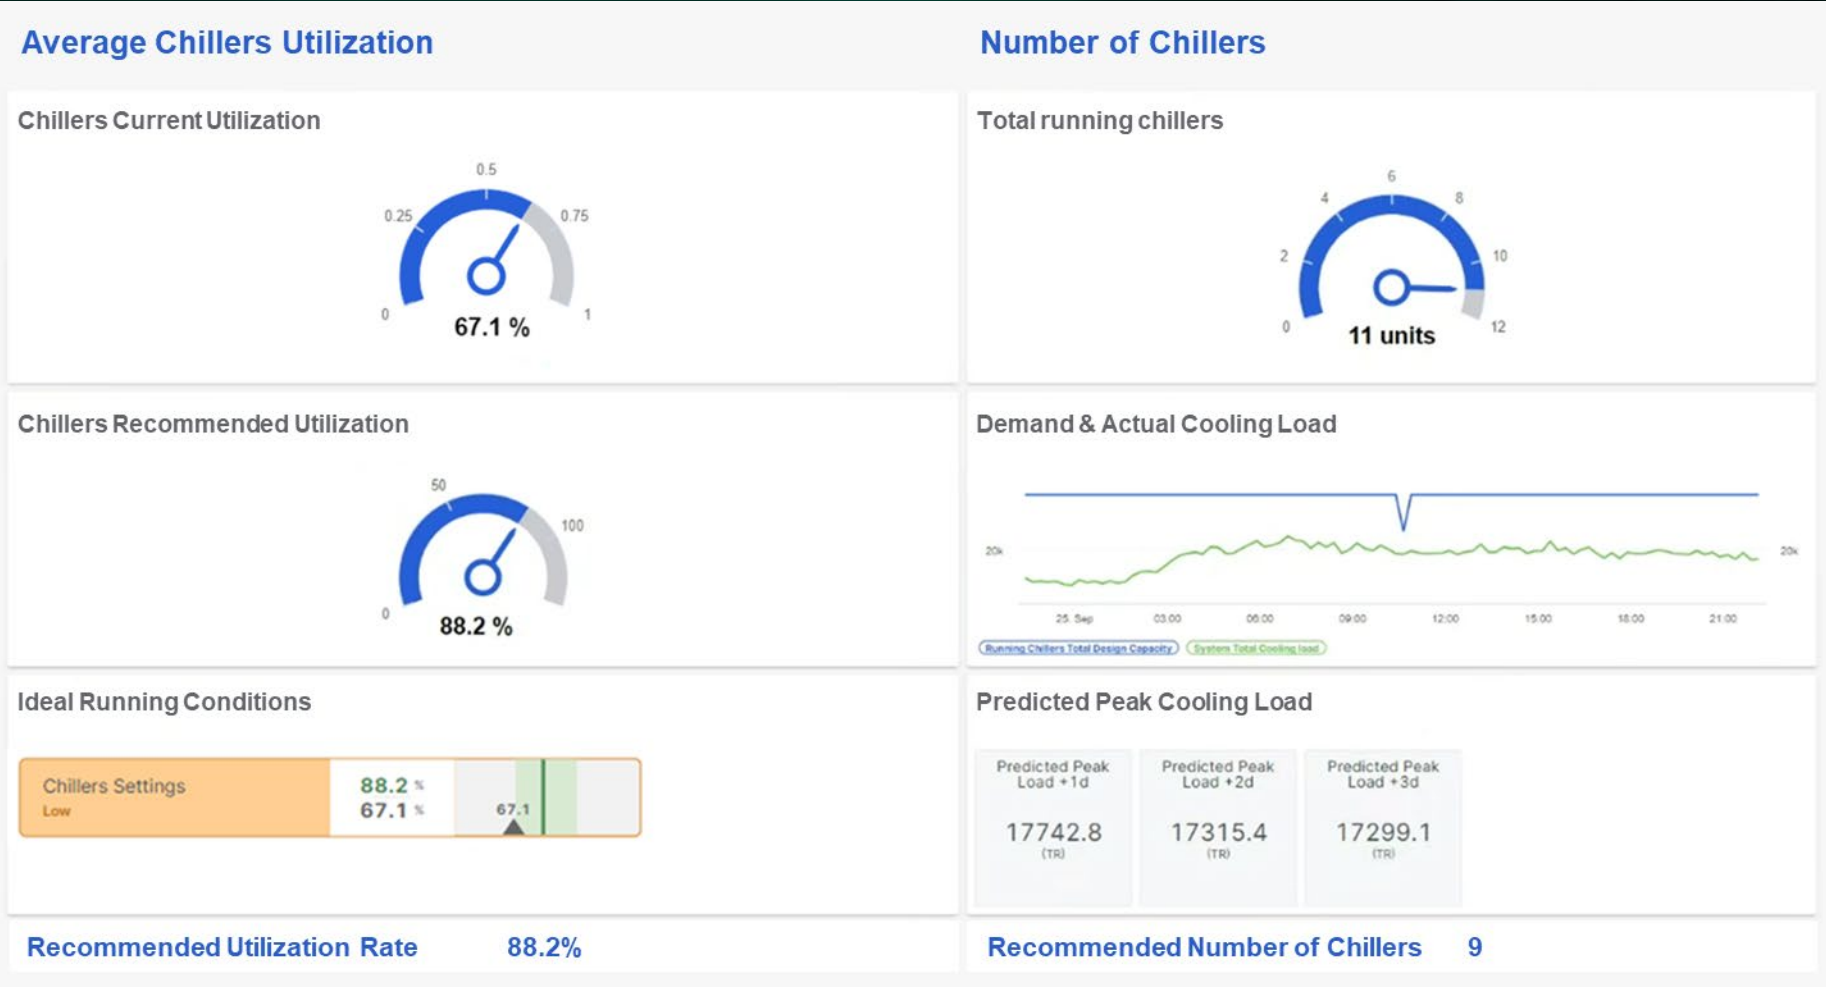 Average Chillers Utilization
Chillers Current Utilization
0.5
0.25
0.75
0
1
67.1 %
Chillers Recommended Utilization
50
100
0
88.2 %
Ideal Running Conditions
Chillers Settings
Low
88.2 %
67.1 %
67.1
Recommended Utilization Rate 88.2%
Number of Chillers
Total running chillers
6
4
8
2
10
0
12
11 units
Demand & Actual Cooling Load
20k
20k
25. Sep 03:00 06:00 09:00 12:00 15:00 18:00 21:00
Running Chillers Total Design Capacity System Total Cooling load
Predicted Peak Cooling Load
Predicted Peak
Load +1d
17742.8
(TR)
Predicted Peak
Load +2d
17315.4
(TR)
Predicted Peak
Load +3d
17299.1
(TR)
Recommended Number of Chillers 9